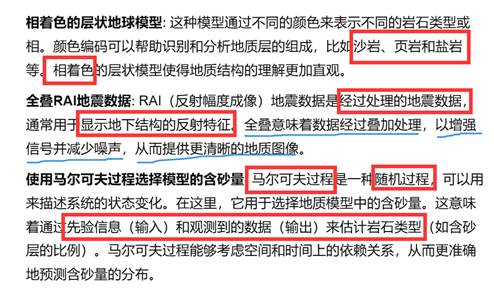 相着色的层状地球模型: 这种模型通过不同的颜色来表示不同的岩石类型或
相。颜色编码可以帮助识别和分析地质层的组成，比如沙岩、页岩和盐岩
等。相着色的层状模型使得地质结构的理解更加直观。
全叠RAI地震数据: RAI（反射幅度成像）地震数据是经过处理的地震数据，
通常用于显示地下结构的反射特征。全叠意味着数据经过叠加处理，以增强
信号并减少噪声，从而提供更清晰的地质图像。
使用马尔可夫过程选择模型的含砂量: 马尔可夫过程是一种随机过程，可以用
来描述系统的状态变化。在这里，它用于选择地质模型中的含砂量。这意味
着通过先验信息（输入）和观测到的数据（输出）来估计岩石类型（如含砂
层的比例）。马尔可夫过程能够考虑空间和时间上的依赖关系，从而更准确
地预测含砂量的分布。